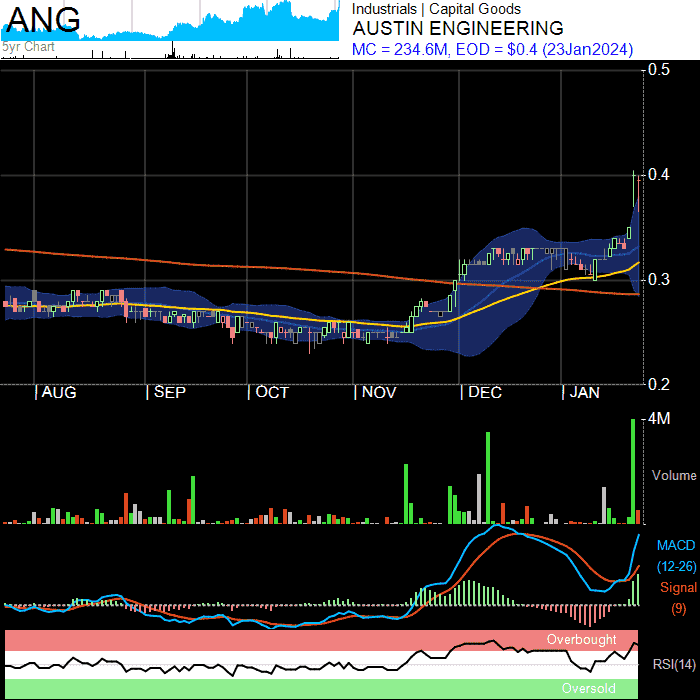 ANG
5yr Chart
Industrials | Capital Goods
AUSTIN ENGINEERING
MC = 234.6M, EOD = $0.4 (23Jan2024)
0.5
0.4
0.3
0.2
| AUG | SEP | OCT | NOV | DEC | JAN
4M
Volume
MACD
(12-26)
Signal
(9)
Overbought
RSI(14)
Oversold